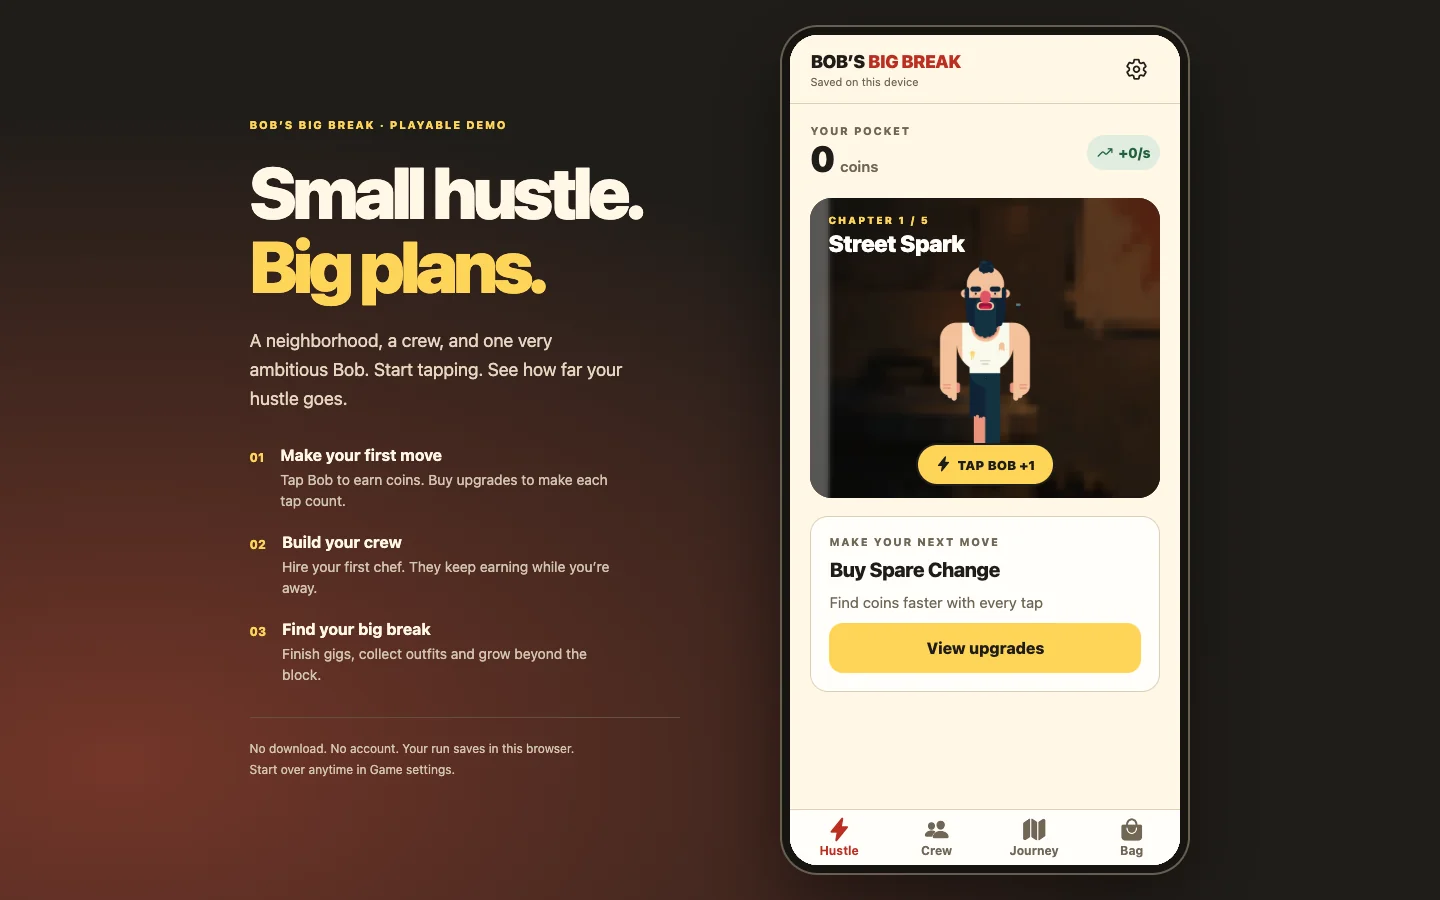 BOB'S BIG BREAK · PLAYABLE DEMO
Small hustle.
Big plans.
A neighborhood, a crew, and one very
ambitious Bob. Start tapping. See how far your
hustle goes.
01 Make your first move
Tap Bob to earn coins. Buy upgrades to make each
tap count.
02 Build your crew
Hire your first chef. They keep earning while you're
away.
03 Find your big break
Finish gigs, collect outfits and grow beyond the
block.
No download. No account. Your run saves in this browser.
Start over anytime in Game settings.
BOB'S BIG BREAK
Saved on this device
YOUR POCKET
0 coins
+0/s
CHAPTER 1 / 5
Street Spark
TAP BOB +1
MAKE YOUR NEXT MOVE
Buy Spare Change
Find coins faster with every tap
View upgrades
Hustle
Crew
Journey
Bag